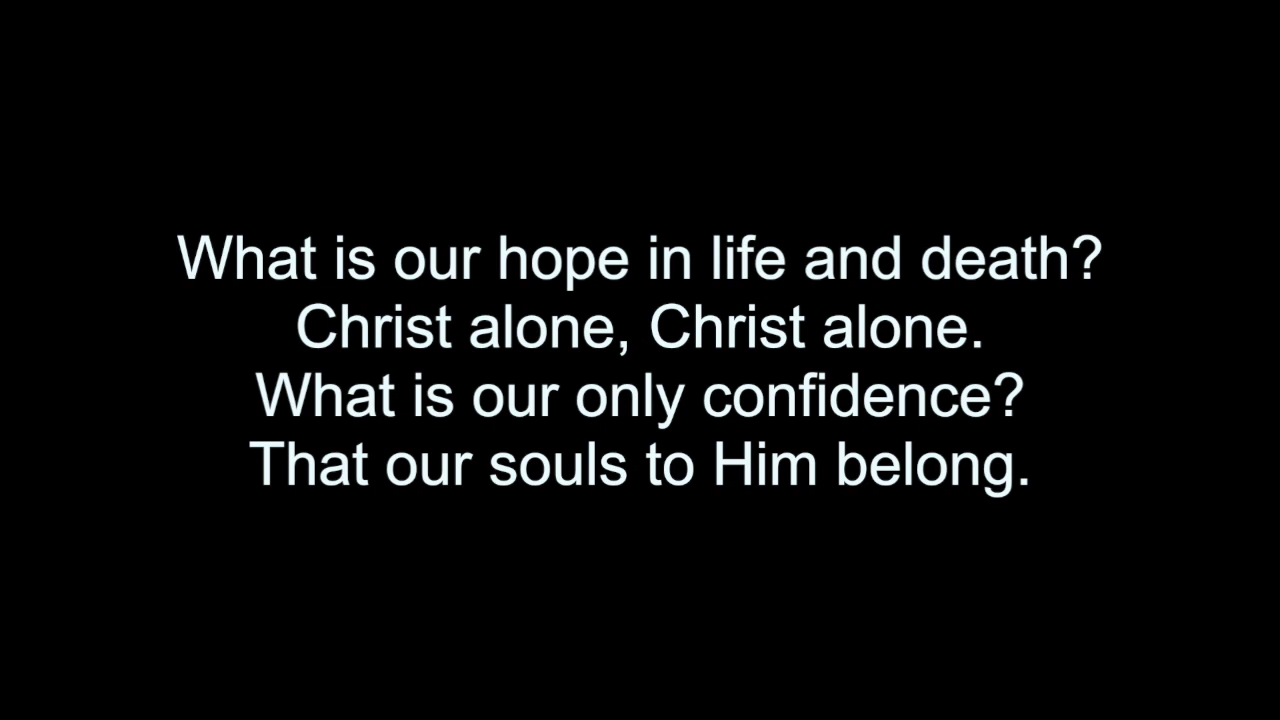 What is our hope in life and death?
Christ alone, Christ alone.
What is our only confidence?
That our souls to Him belong.